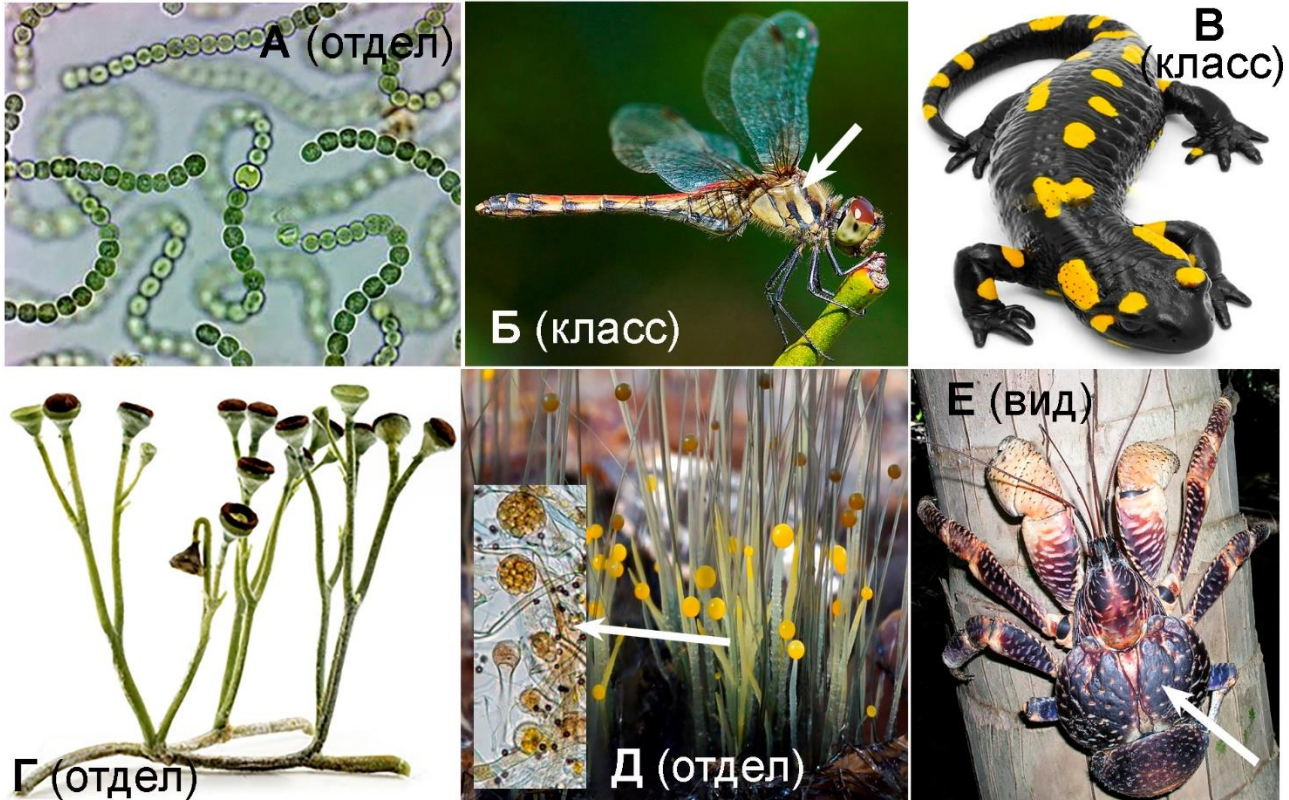 А (отдел)
Б (класс)
В
(класс)
Г (отдел)
Д (отдел)
Е (вид)